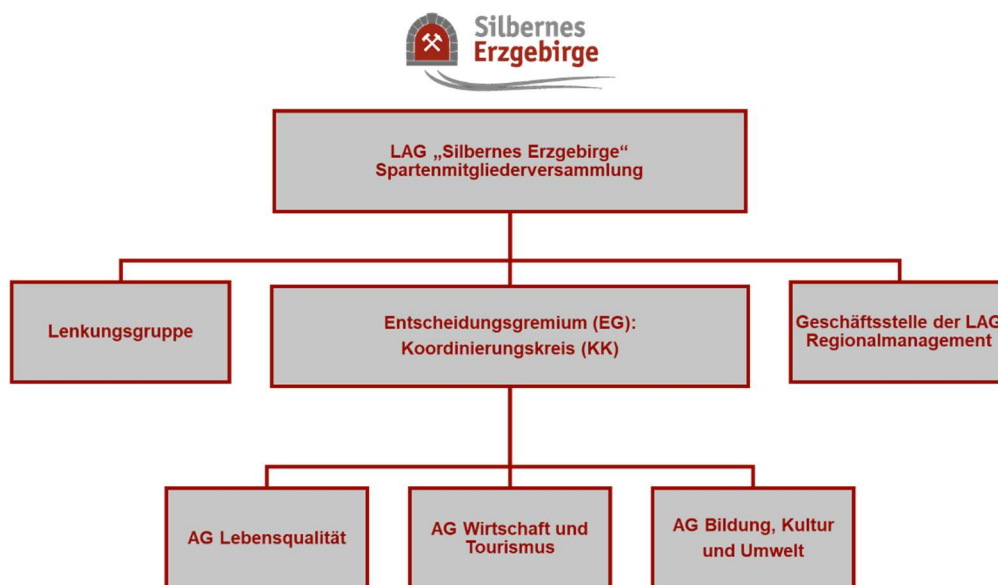 Silbernes
Erzgebirge
LAG „Silbernes Erzgebirge“
Spartenmitgliederversammlung
Lenkungsgruppe
Entscheidungsgremium (EG):
Koordinierungskreis (KK)
Geschäftsstelle der LAG
Regionalmanagement
AG Lebensqualität
AG Wirtschaft und
Tourismus
AG Bildung, Kultur
und Umwelt